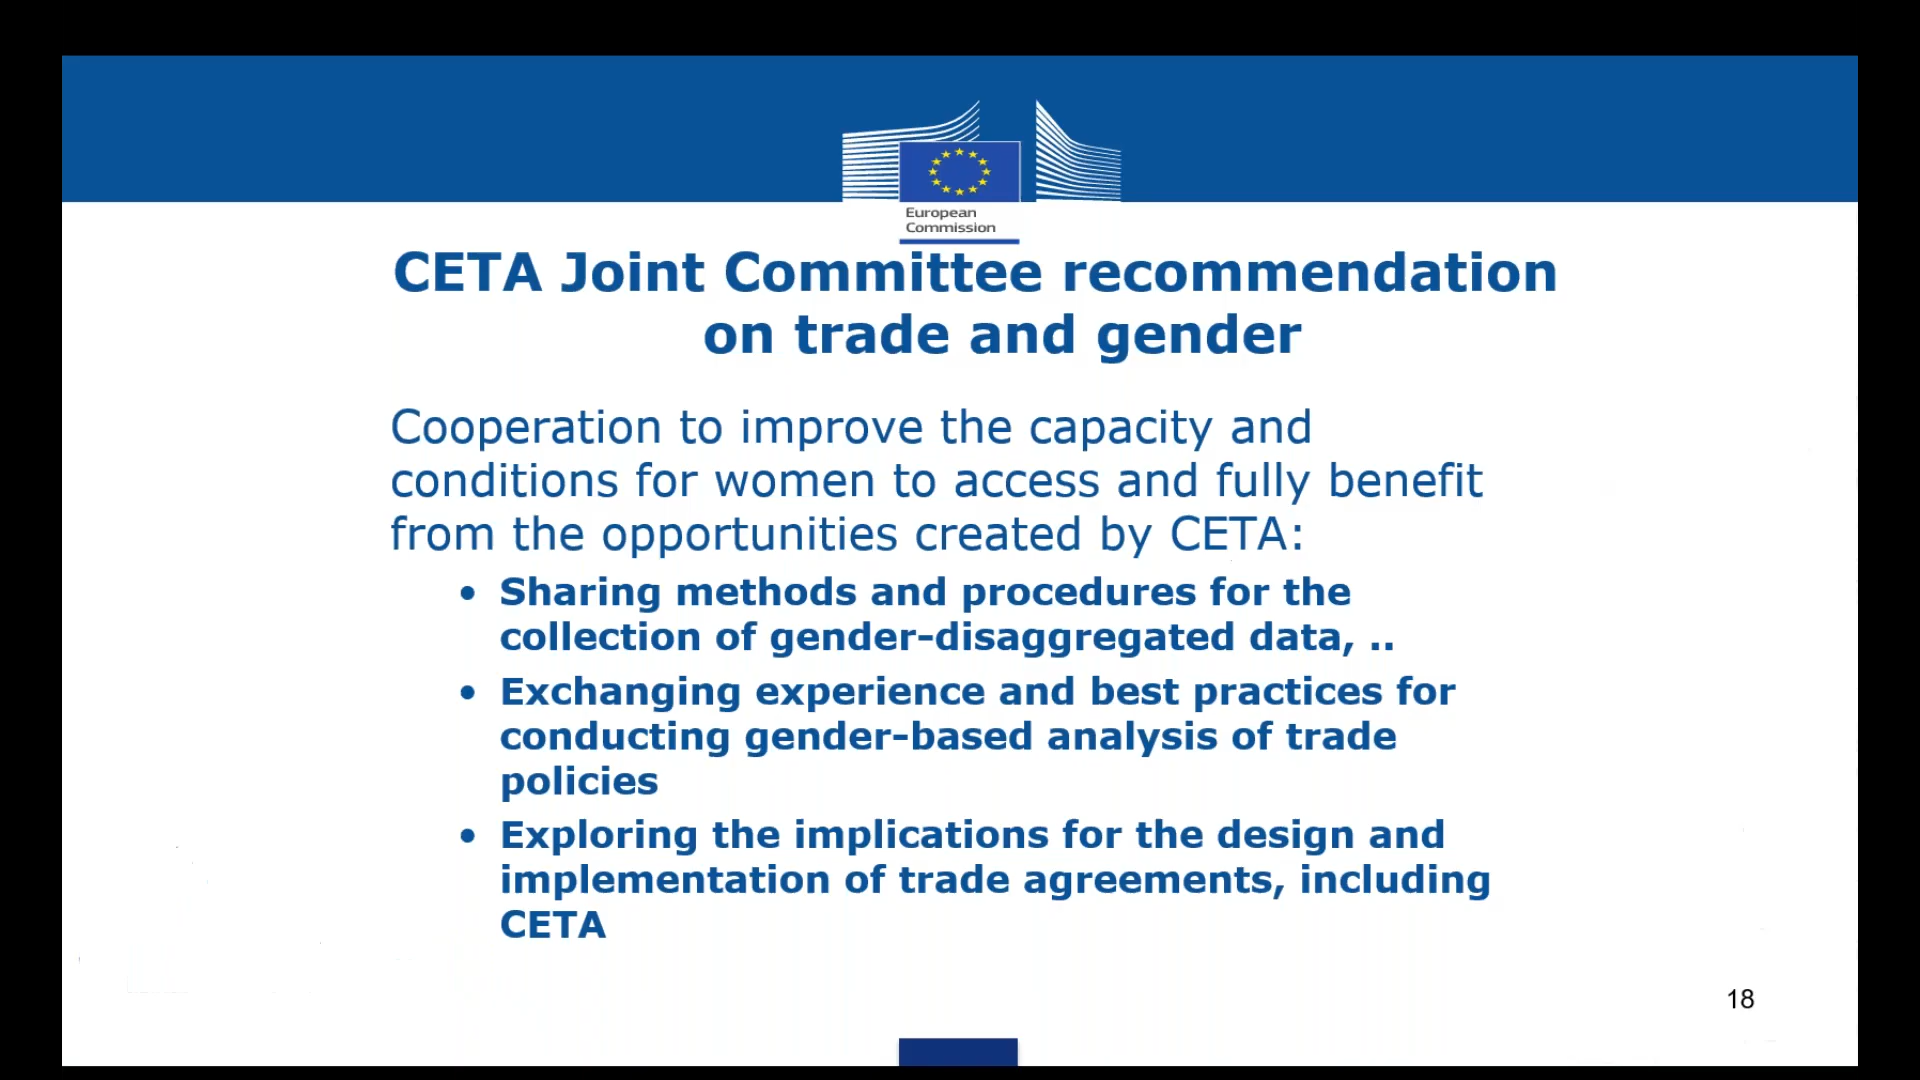 European
Commission
CETA Joint Committee recommendation
on trade and gender
Cooperation to improve the capacity and
conditions for women to access and fully benefit
from the opportunities created by CETA:
• Sharing methods and procedures for the
collection of gender-disaggregated data, ..
• Exchanging experience and best practices for
conducting gender-based analysis of trade
policies
• Exploring the implications for the design and
implementation of trade agreements, including
CETA
18